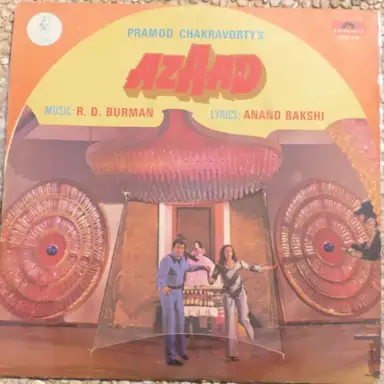 PRAMOD CHAKRAVORTY'S
AZAAD
MUSIC: R. D. BURMAN LYRICS: ANAND BAKSHI